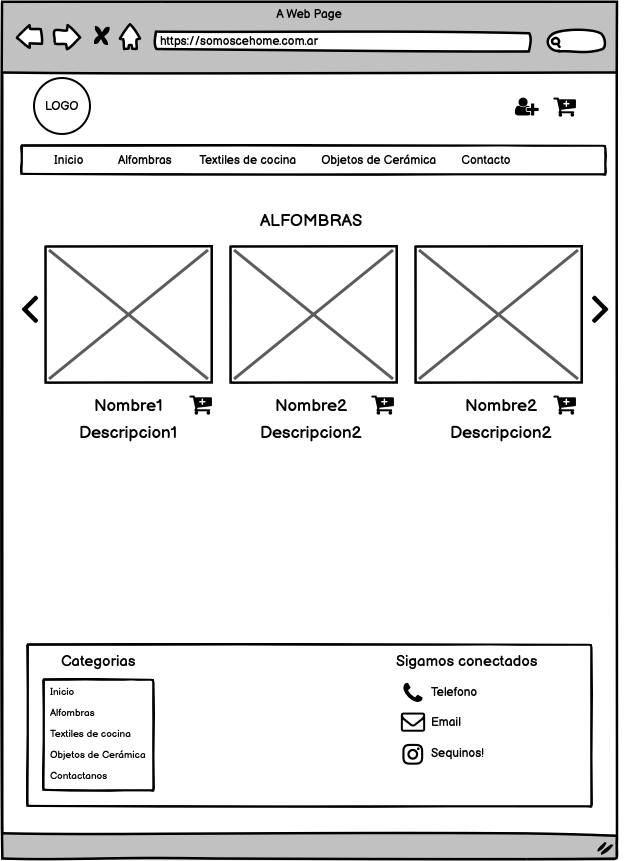 A Web Page
https://somoscehome.com.ar
LOGO
Inicio Alfombras Textiles de cocina Objetos de Cerámica Contacto
ALFOMBRAS
Nombre1 Nombre2 Nombre2
Descripcion1 Descripcion2 Descripcion2
Categorias
Inicio
Alfombras
Textiles de cocina
Objetos de Cerámica
Contactanos
Sigamos conectados
Telefono
Email
Sequinos!